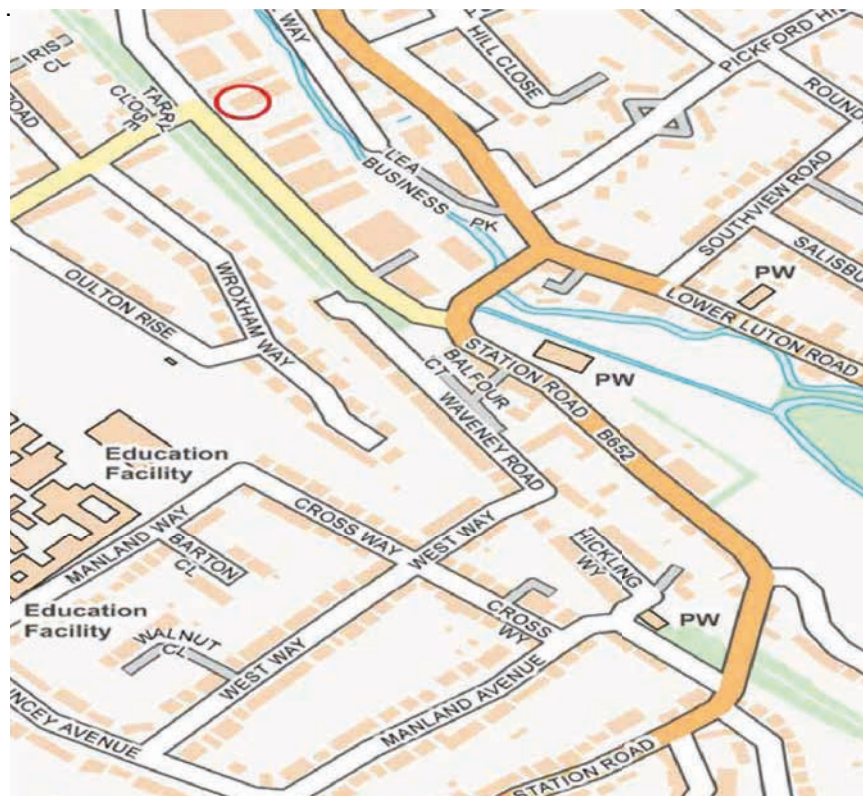 IRIS
CL
TARRY
CLOSE
ROAD
WAY
HILL CLOSE
PICKFORD HI
ROUND
LEA
BUSINESS
PK
SOUTHVIEW ROAD
SALISBU
PW
LOWER LUTON ROAD
OULTON RISE
WROXHAM WAY
STATION ROAD
B652
PW
BALFOUR
CT
WAVENEY ROAD
Education
Facility
MANLAND WAY
BARTON
CL
CROSS WAY
WEST WAY
HICKLING
WY
CROSS
WY
PW
Education
Facility
WALNUT
CL
WEST WAY
MANLAND AVENUE
NCEY AVENUE
STATION ROAD